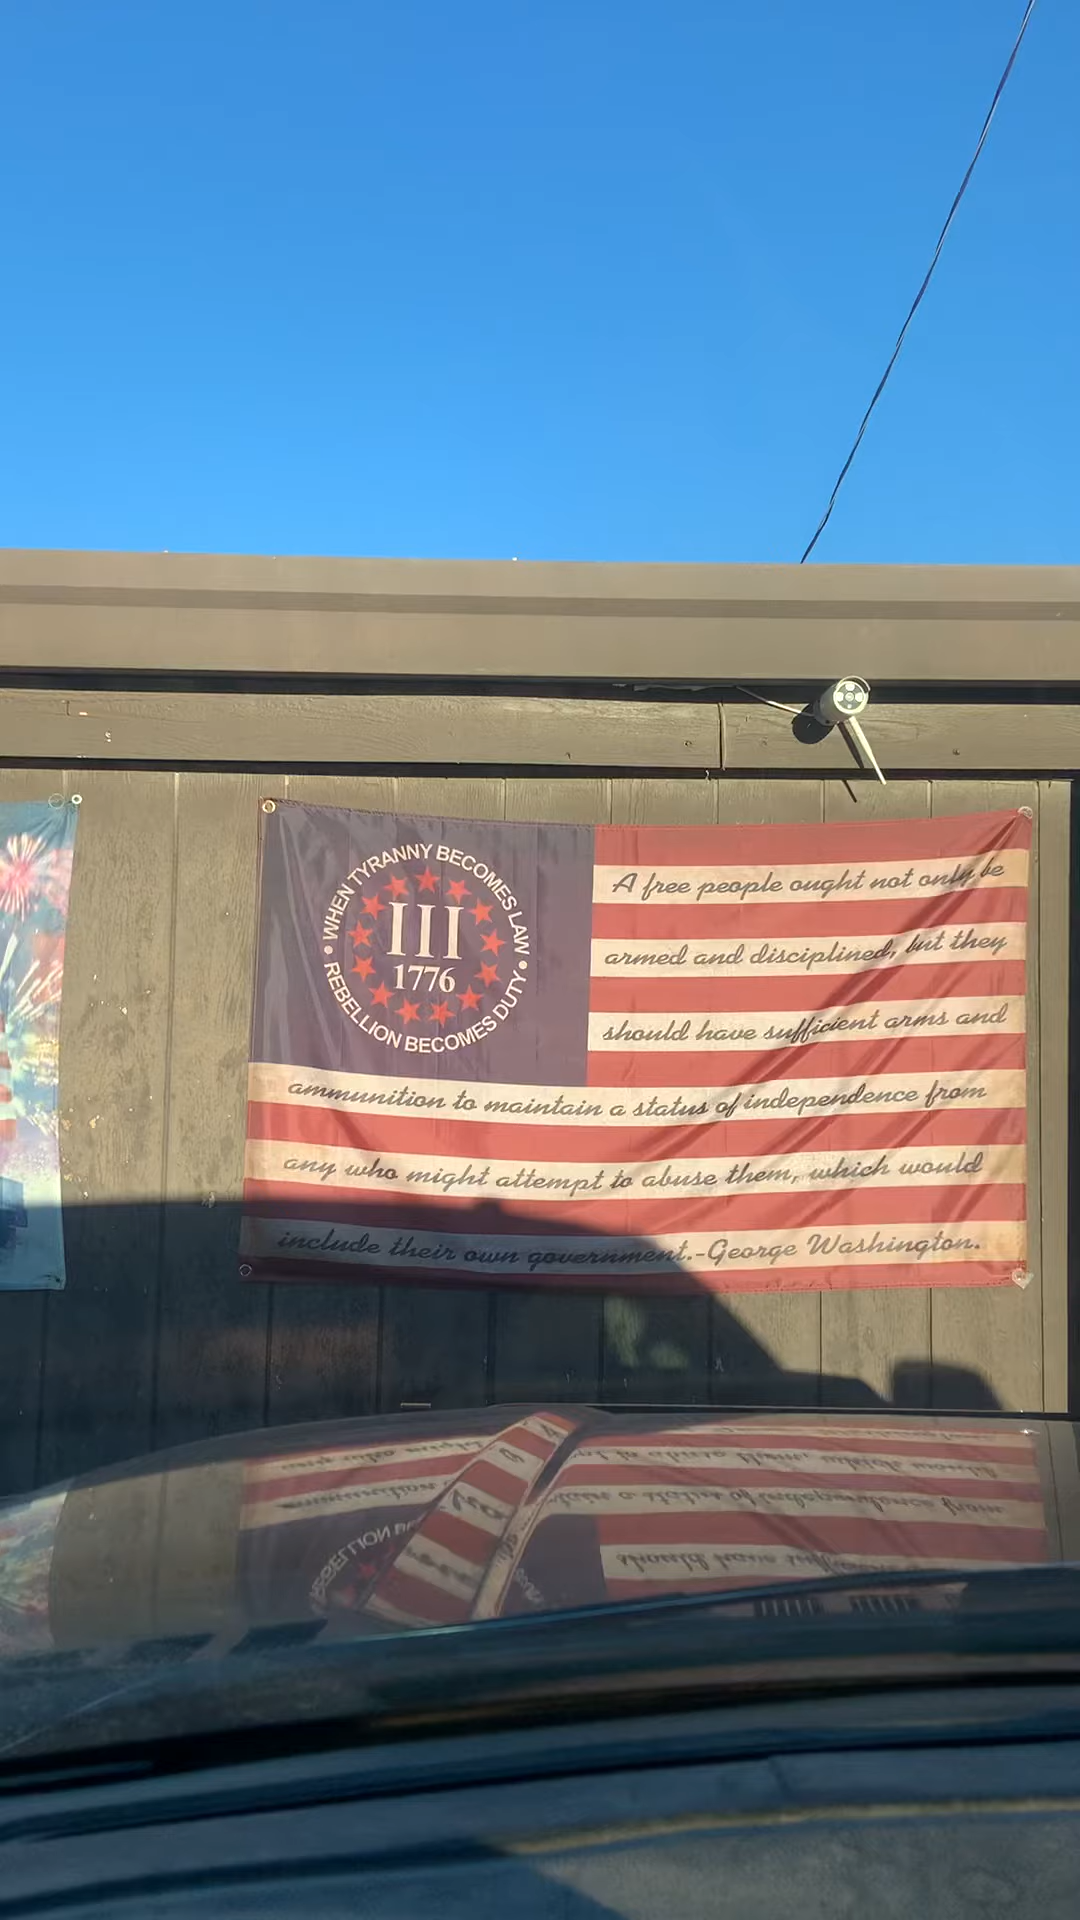 WHEN TYRANNY BECOMES LAW
III
1776
REBELLION BECOMES DUTY
A free people ought not only be
armed and disciplined, but they
should have sufficient arms and
ammunition to maintain a status of independence from
any who might attempt to abuse them, which would
include their own government.-George Washington.